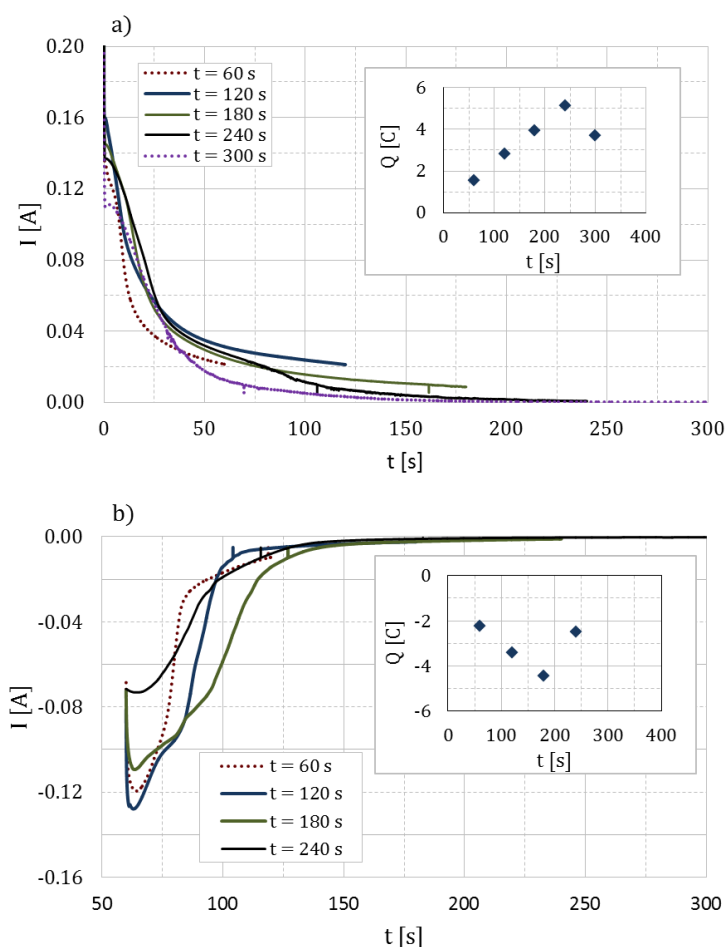 a)
0.20
0.16
0.12
0.08
0.04
0.00
I [A]
t = 60 s
t = 120 s
t = 180 s
t = 240 s
t = 300 s
6
4
2
0
Q [C]
0 100 200 300 400
t [s]
0 50 100 150 200 250 300
t [s]
b)
0.00
-0.04
-0.08
-0.12
-0.16
I [A]
0
-2
-4
-6
Q [C]
0 100 200 300 400
t [s]
t = 60 s
t = 120 s
t = 180 s
t = 240 s
50 100 150 200 250 300
t [s]